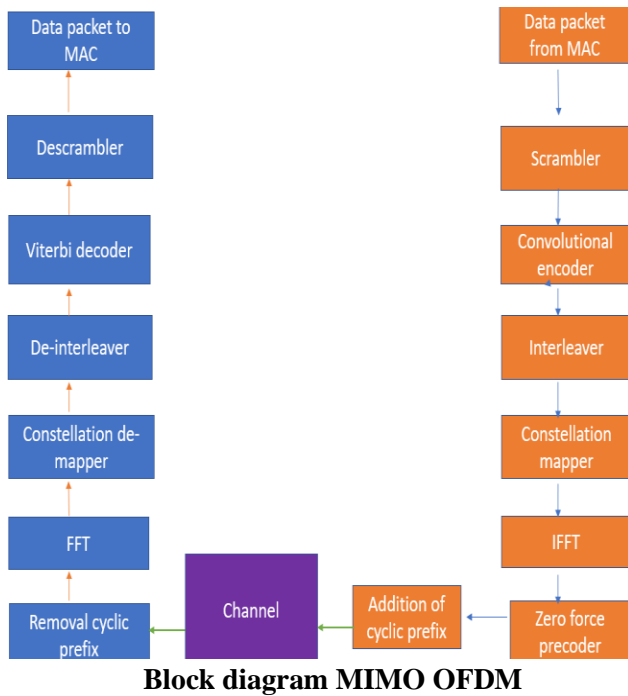 Data packet to
MAC
Descrambler
Viterbi decoder
De-interleaver
Constellation de-
mapper
FFT
Removal cyclic
prefix
Channel
Addition of
cyclic prefix
Data packet
from MAC
Scrambler
Convolutional
encoder
Interleaver
Constellation
mapper
IFFT
Zero force
precoder
Block diagram MIMO OFDM